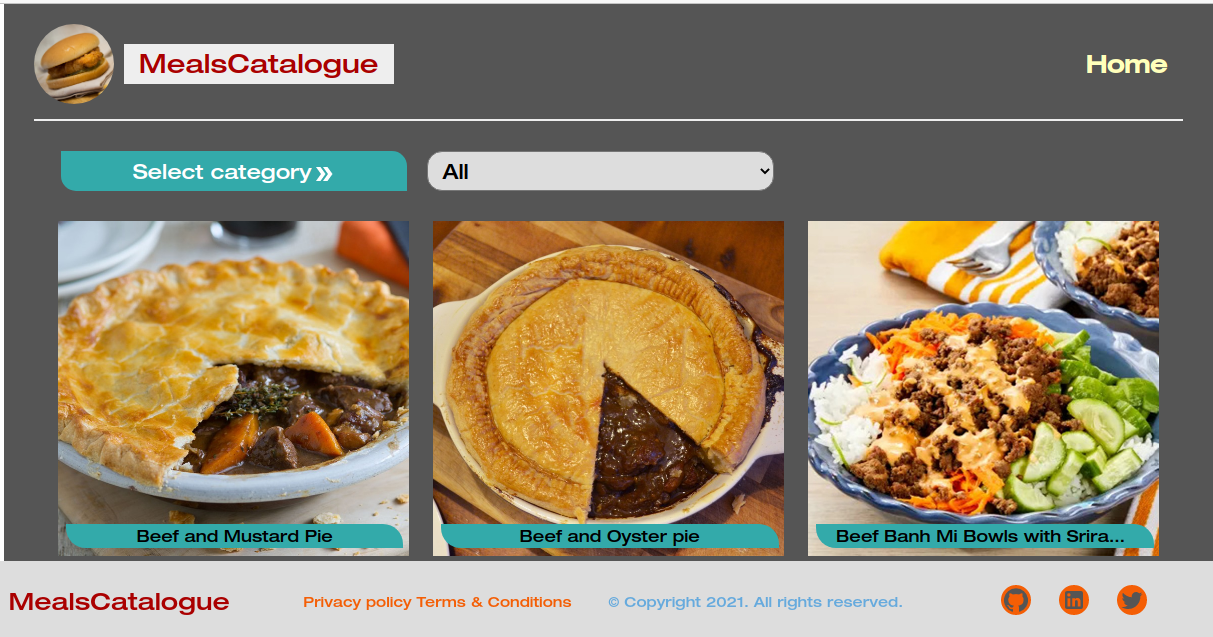 MealsCatalogue
Home
Select category »
All
Beef and Mustard Pie
Beef and Oyster pie
Beef Banh Mi Bowls with Srira...
MealsCatalogue
Privacy policy Terms & Conditions
© Copyright 2021. All rights reserved.
in